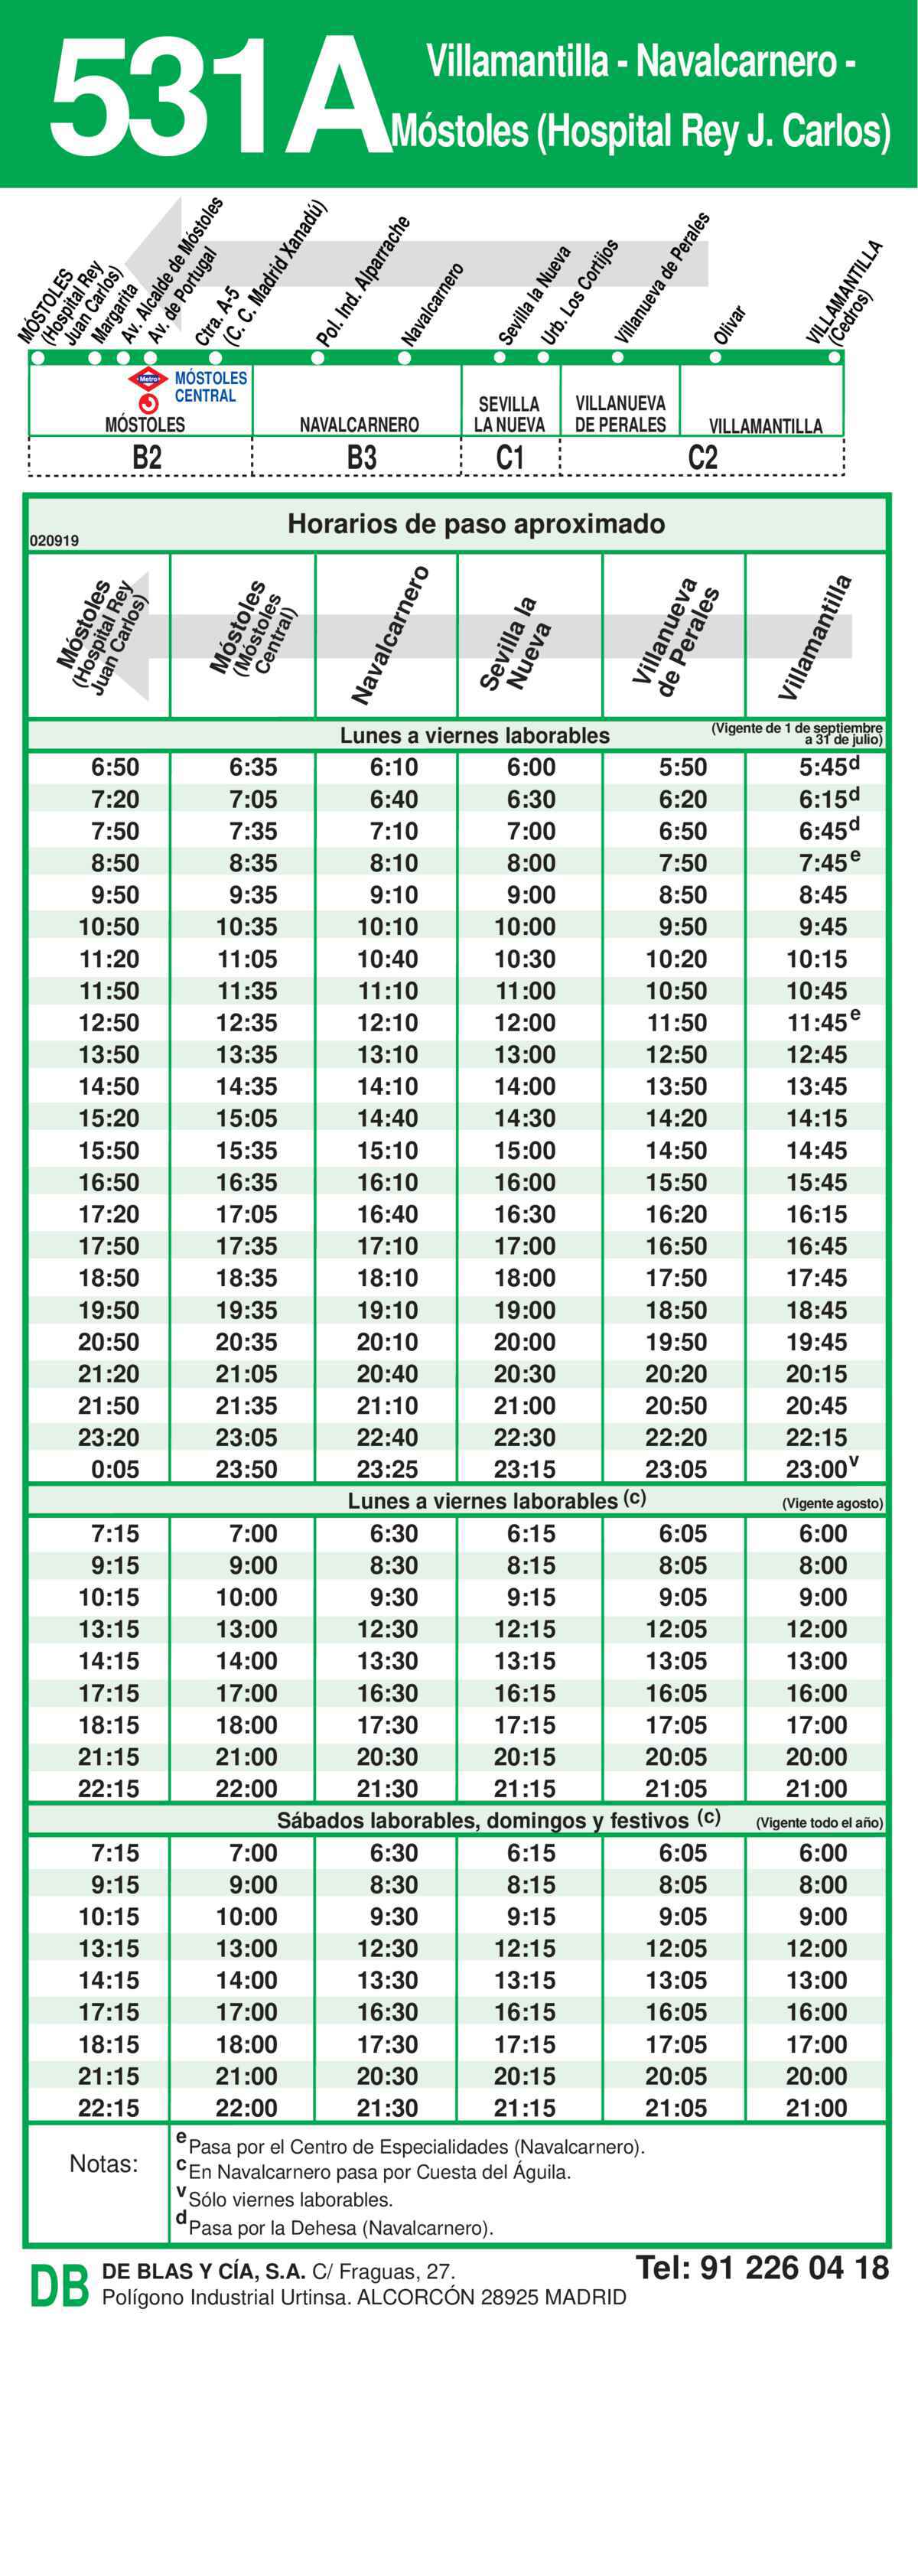 531A
Villamantilla - Navalcarnero -
Móstoles (Hospital Rey J. Carlos)
MÓSTOLES
(Hospital Rey
Juan Carlos)
Margarita
Av. Alcalde de Móstoles
Av. de Portugal
Ctra. A-5
(C. C. Madrid Xanadú)
Pol. Ind. Alparrache
Navalcarnero
Sevilla la Nueva
Urb. Los Cortijos
Villanueva de Perales
Olivar
VILLAMANTILLA
(Cedros)
Metro
MÓSTOLES
CENTRAL
MÓSTOLES
NAVALCARNERO
SEVILLA
LA NUEVA
VILLANUEVA
DE PERALES
VILLAMANTILLA
B2 B3 C1 C2
Horarios de paso aproximado
020919
Móstoles
(Hospital Rey
Juan Carlos)
Móstoles
(Móstoles
Central)
Navalcarnero
Sevilla la
Nueva
Villanueva
de Perales
Villamantilla
Lunes a viernes laborables
(Vigente de 1 de septiembre
a 31 de julio)
6:50 6:35 6:10 6:00 5:50 5:45d
7:20 7:05 6:40 6:30 6:20 6:15d
7:50 7:35 7:10 7:00 6:50 6:45d
8:50 8:35 8:10 8:00 7:50 7:45e
9:50 9:35 9:10 9:00 8:50 8:45
10:50 10:35 10:10 10:00 9:50 9:45
11:20 11:05 10:40 10:30 10:20 10:15
11:50 11:35 11:10 11:00 10:50 10:45
12:50 12:35 12:10 12:00 11:50 11:45e
13:50 13:35 13:10 13:00 12:50 12:45
14:50 14:35 14:10 14:00 13:50 13:45
15:20 15:05 14:40 14:30 14:20 14:15
15:50 15:35 15:10 15:00 14:50 14:45
16:50 16:35 16:10 16:00 15:50 15:45
17:20 17:05 16:40 16:30 16:20 16:15
17:50 17:35 17:10 17:00 16:50 16:45
18:50 18:35 18:10 18:00 17:50 17:45
19:50 19:35 19:10 19:00 18:50 18:45
20:50 20:35 20:10 20:00 19:50 19:45
21:20 21:05 20:40 20:30 20:20 20:15
21:50 21:35 21:10 21:00 20:50 20:45
23:20 23:05 22:40 22:30 22:20 22:15
0:05 23:50 23:25 23:15 23:05 23:00v
Lunes a viernes laborables (c) (Vigente agosto)
7:15 7:00 6:30 6:15 6:05 6:00
9:15 9:00 8:30 8:15 8:05 8:00
10:15 10:00 9:30 9:15 9:05 9:00
13:15 13:00 12:30 12:15 12:05 12:00
14:15 14:00 13:30 13:15 13:05 13:00
17:15 17:00 16:30 16:15 16:05 16:00
18:15 18:00 17:30 17:15 17:05 17:00
21:15 21:00 20:30 20:15 20:05 20:00
22:15 22:00 21:30 21:15 21:05 21:00
Sábados laborables, domingos y festivos (c) (Vigente todo el año)
7:15 7:00 6:30 6:15 6:05 6:00
9:15 9:00 8:30 8:15 8:05 8:00
10:15 10:00 9:30 9:15 9:05 9:00
13:15 13:00 12:30 12:15 12:05 12:00
14:15 14:00 13:30 13:15 13:05 13:00
17:15 17:00 16:30 16:15 16:05 16:00
18:15 18:00 17:30 17:15 17:05 17:00
21:15 21:00 20:30 20:15 20:05 20:00
22:15 22:00 21:30 21:15 21:05 21:00
Notas:
e Pasa por el Centro de Especialidades (Navalcarnero).
c En Navalcarnero pasa por Cuesta del Águila.
v Sólo viernes laborables.
d Pasa por la Dehesa (Navalcarnero).
DB
DE BLAS Y CÍA, S.A. C/ Fraguas, 27.
Polígono Industrial Urtinsa. ALCORCÓN 28925 MADRID
Tel: 91 226 04 18